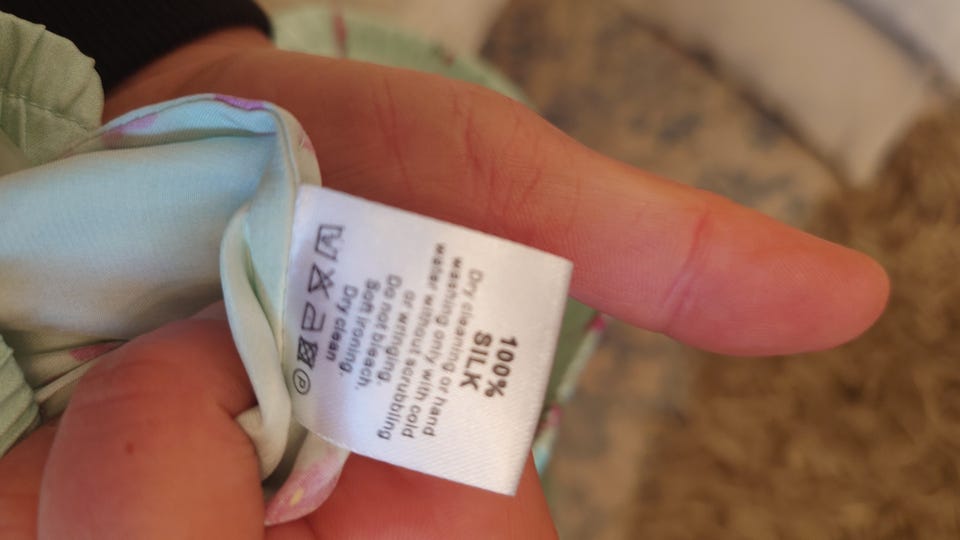 100%
SILK
Dry cleaning or hand
washing only with cold
water without scrubbling
or wringing.
Do not bleach.
Soft ironing.
Dry clean.
P